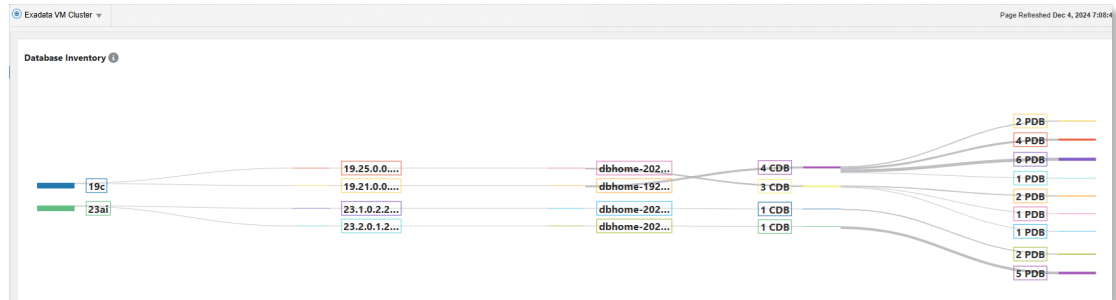 Exadata VM Cluster
Page Refreshed Dec 4, 2024 7:08:4
Database Inventory
19c
23ai
19.25.0.0....
19.21.0.0....
23.1.0.2.2...
23.2.0.1.2...
dbhome-202...
dbhome-192...
dbhome-202...
dbhome-202...
4 CDB
3 CDB
1 CDB
1 CDB
2 PDB
4 PDB
6 PDB
1 PDB
2 PDB
1 PDB
1 PDB
2 PDB
5 PDB